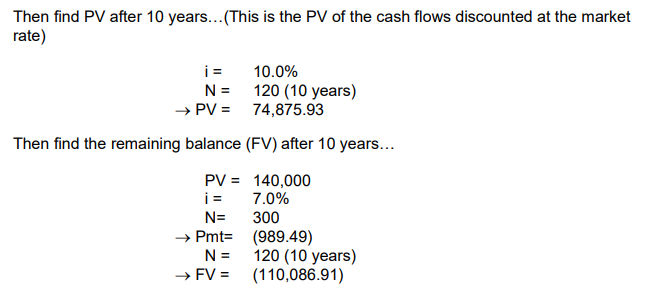 Then find PV after 10 years…(This is the PV of the cash flows discounted at the market
rate)
i = 10.0%
N = 120 (10 years)
→ PV = 74,875.93
Then find the remaining balance (FV) after 10 years…
PV = 140,000
i = 7.0%
N= 300
→ Pmt= (989.49)
N = 120 (10 years)
→ FV = (110,086.91)